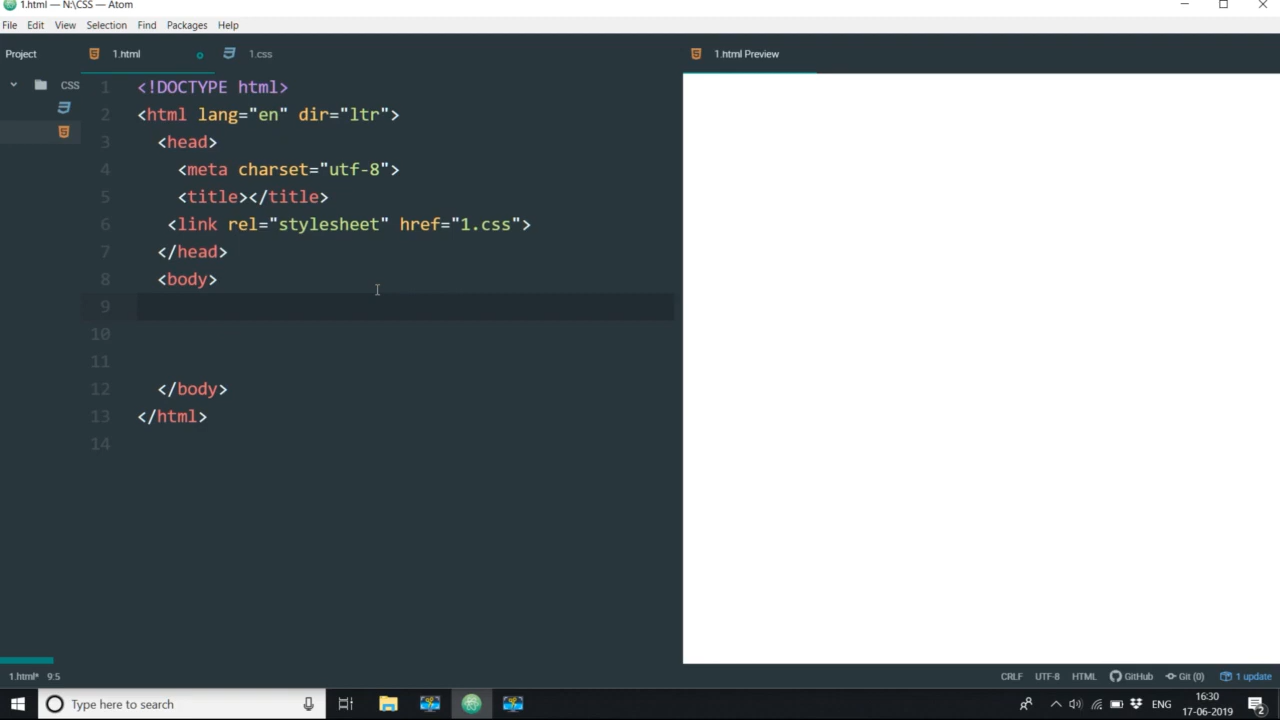 1.html — N:\CSS — Atom
File Edit View Selection Find Packages Help
Project 1.html 1.css 1.html Preview
CSS
1 <!DOCTYPE html>
2 <html lang="en" dir="ltr">
3 <head>
4 <meta charset="utf-8">
5 <title></title>
6 <link rel="stylesheet" href="1.css">
7 </head>
8 <body>
9
10
11
12 </body>
13 </html>
14
1.html* 9:5 CRLF UTF-8 HTML GitHub Git (0) 1 update
Type here to search ENG 16:30 17-06-2019 2